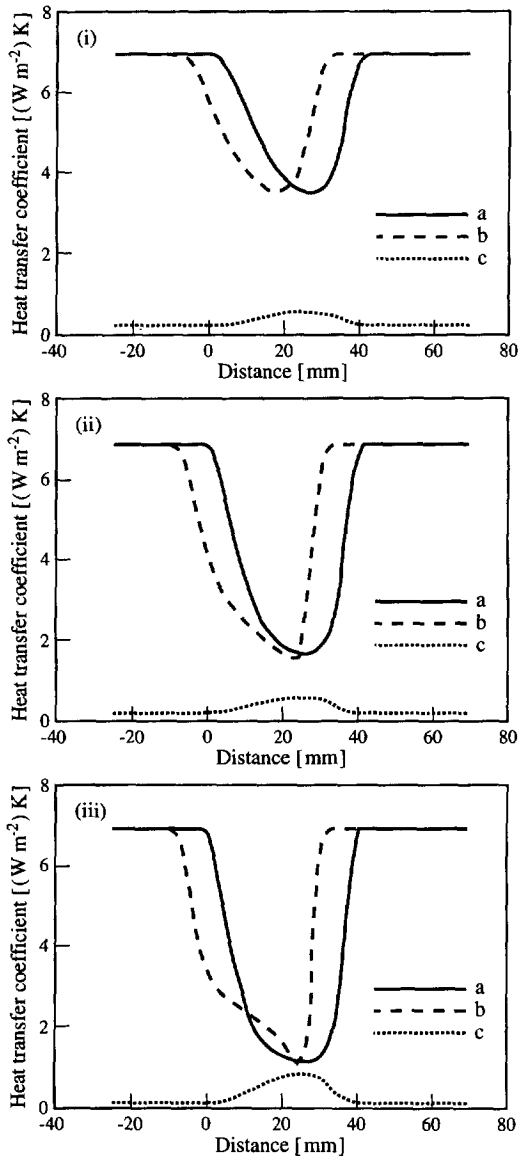 (i)
Heat transfer coefficient [(W m⁻²) K]
8
6
4
2
0
a
b
c
-40 -20 0 20 40 60 80
Distance [mm]
(ii)
Heat transfer coefficient [(W m⁻²) K]
8
6
4
2
0
a
b
c
-40 -20 0 20 40 60 80
Distance [mm]
(iii)
Heat transfer coefficient [(W m⁻²) K]
8
6
4
2
0
a
b
c
-40 -20 0 20 40 60 80
Distance [mm]